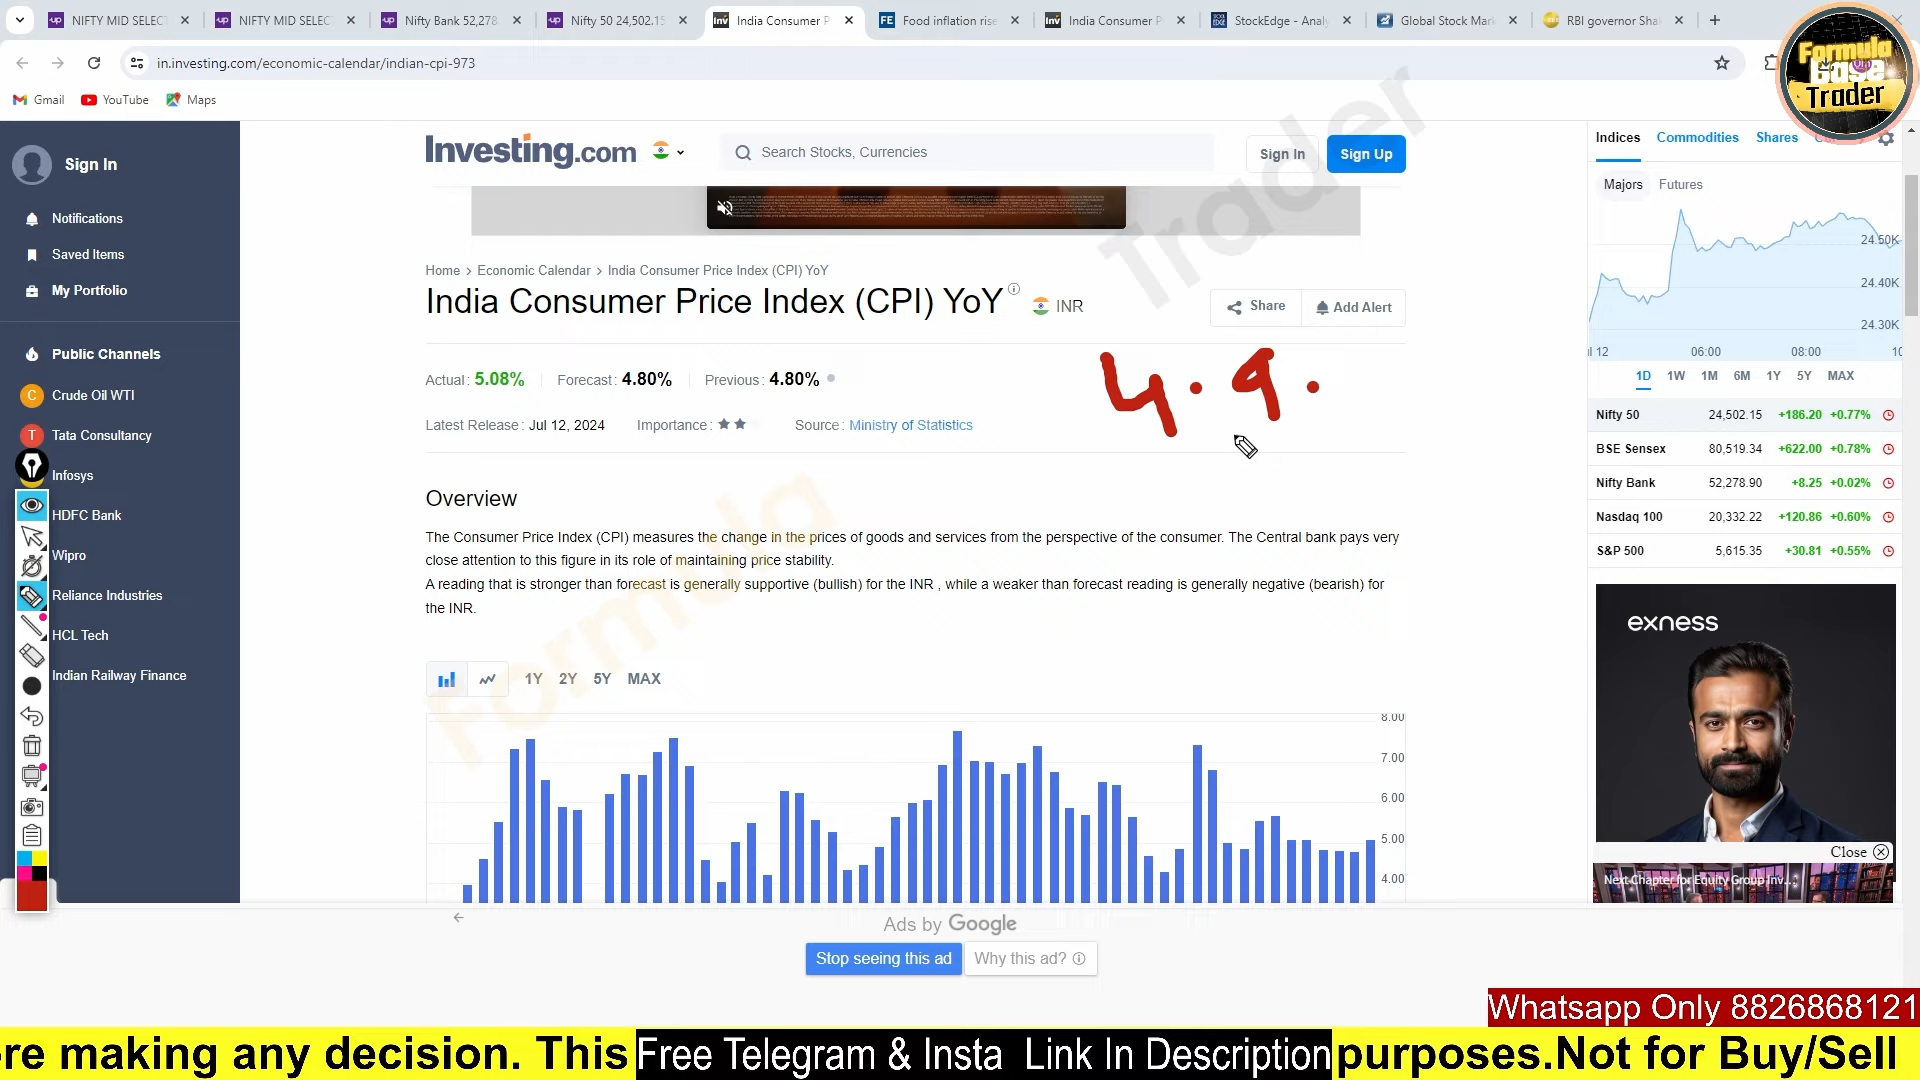 NIFTY MID SELECT
NIFTY MID SELEC
Nifty Bank 52,278.
Nifty 50 24,502.15
India Consumer P
Food inflation rise
India Consumer P
StockEdge - Analy
Global Stock Mark
RBI governor Sha
in.investing.com/economic-calendar/indian-cpi-973
Gmail
YouTube
Maps
Formula
Base
Trader
Sign In
Notifications
Saved Items
My Portfolio
Public Channels
C Crude Oil WTI
T Tata Consultancy
Infosys
HDFC Bank
Wipro
Reliance Industries
HCL Tech
Indian Railway Finance
Investing.com
Search Stocks, Currencies
Sign In
Sign Up
Home > Economic Calendar > India Consumer Price Index (CPI) YoY
India Consumer Price Index (CPI) YoY
INR
Share
Add Alert
Actual: 5.08%
Forecast: 4.80%
Previous: 4.80%
4.9.
Latest Release: Jul 12, 2024
Importance:
Source: Ministry of Statistics
Overview
The Consumer Price Index (CPI) measures the change in the prices of goods and services from the perspective of the consumer. The Central bank pays very
close attention to this figure in its role of maintaining price stability.
A reading that is stronger than forecast is generally supportive (bullish) for the INR , while a weaker than forecast reading is generally negative (bearish) for
the INR.
Formula
Trader
1Y 2Y 5Y MAX
8.00
7.00
6.00
5.00
4.00
Indices Commodities Shares
Majors Futures
24.50K
24.40K
24.30K
06:00 08:00
1D 1W 1M 6M 1Y 5Y MAX
Nifty 50 24,502.15 +186.20 +0.77%
BSE Sensex 80,519.34 +622.00 +0.78%
Nifty Bank 52,278.90 +8.25 +0.02%
Nasdaq 100 20,332.22 +120.86 +0.60%
S&P 500 5,615.35 +30.81 +0.55%
exness
Close
Next Chapter for Equity Group Inv...
Ads by Google
Stop seeing this ad
Why this ad?
Whatsapp Only 8826868121
re making any decision. This
Free Telegram & Insta Link In Description
purposes.Not for Buy/Sell